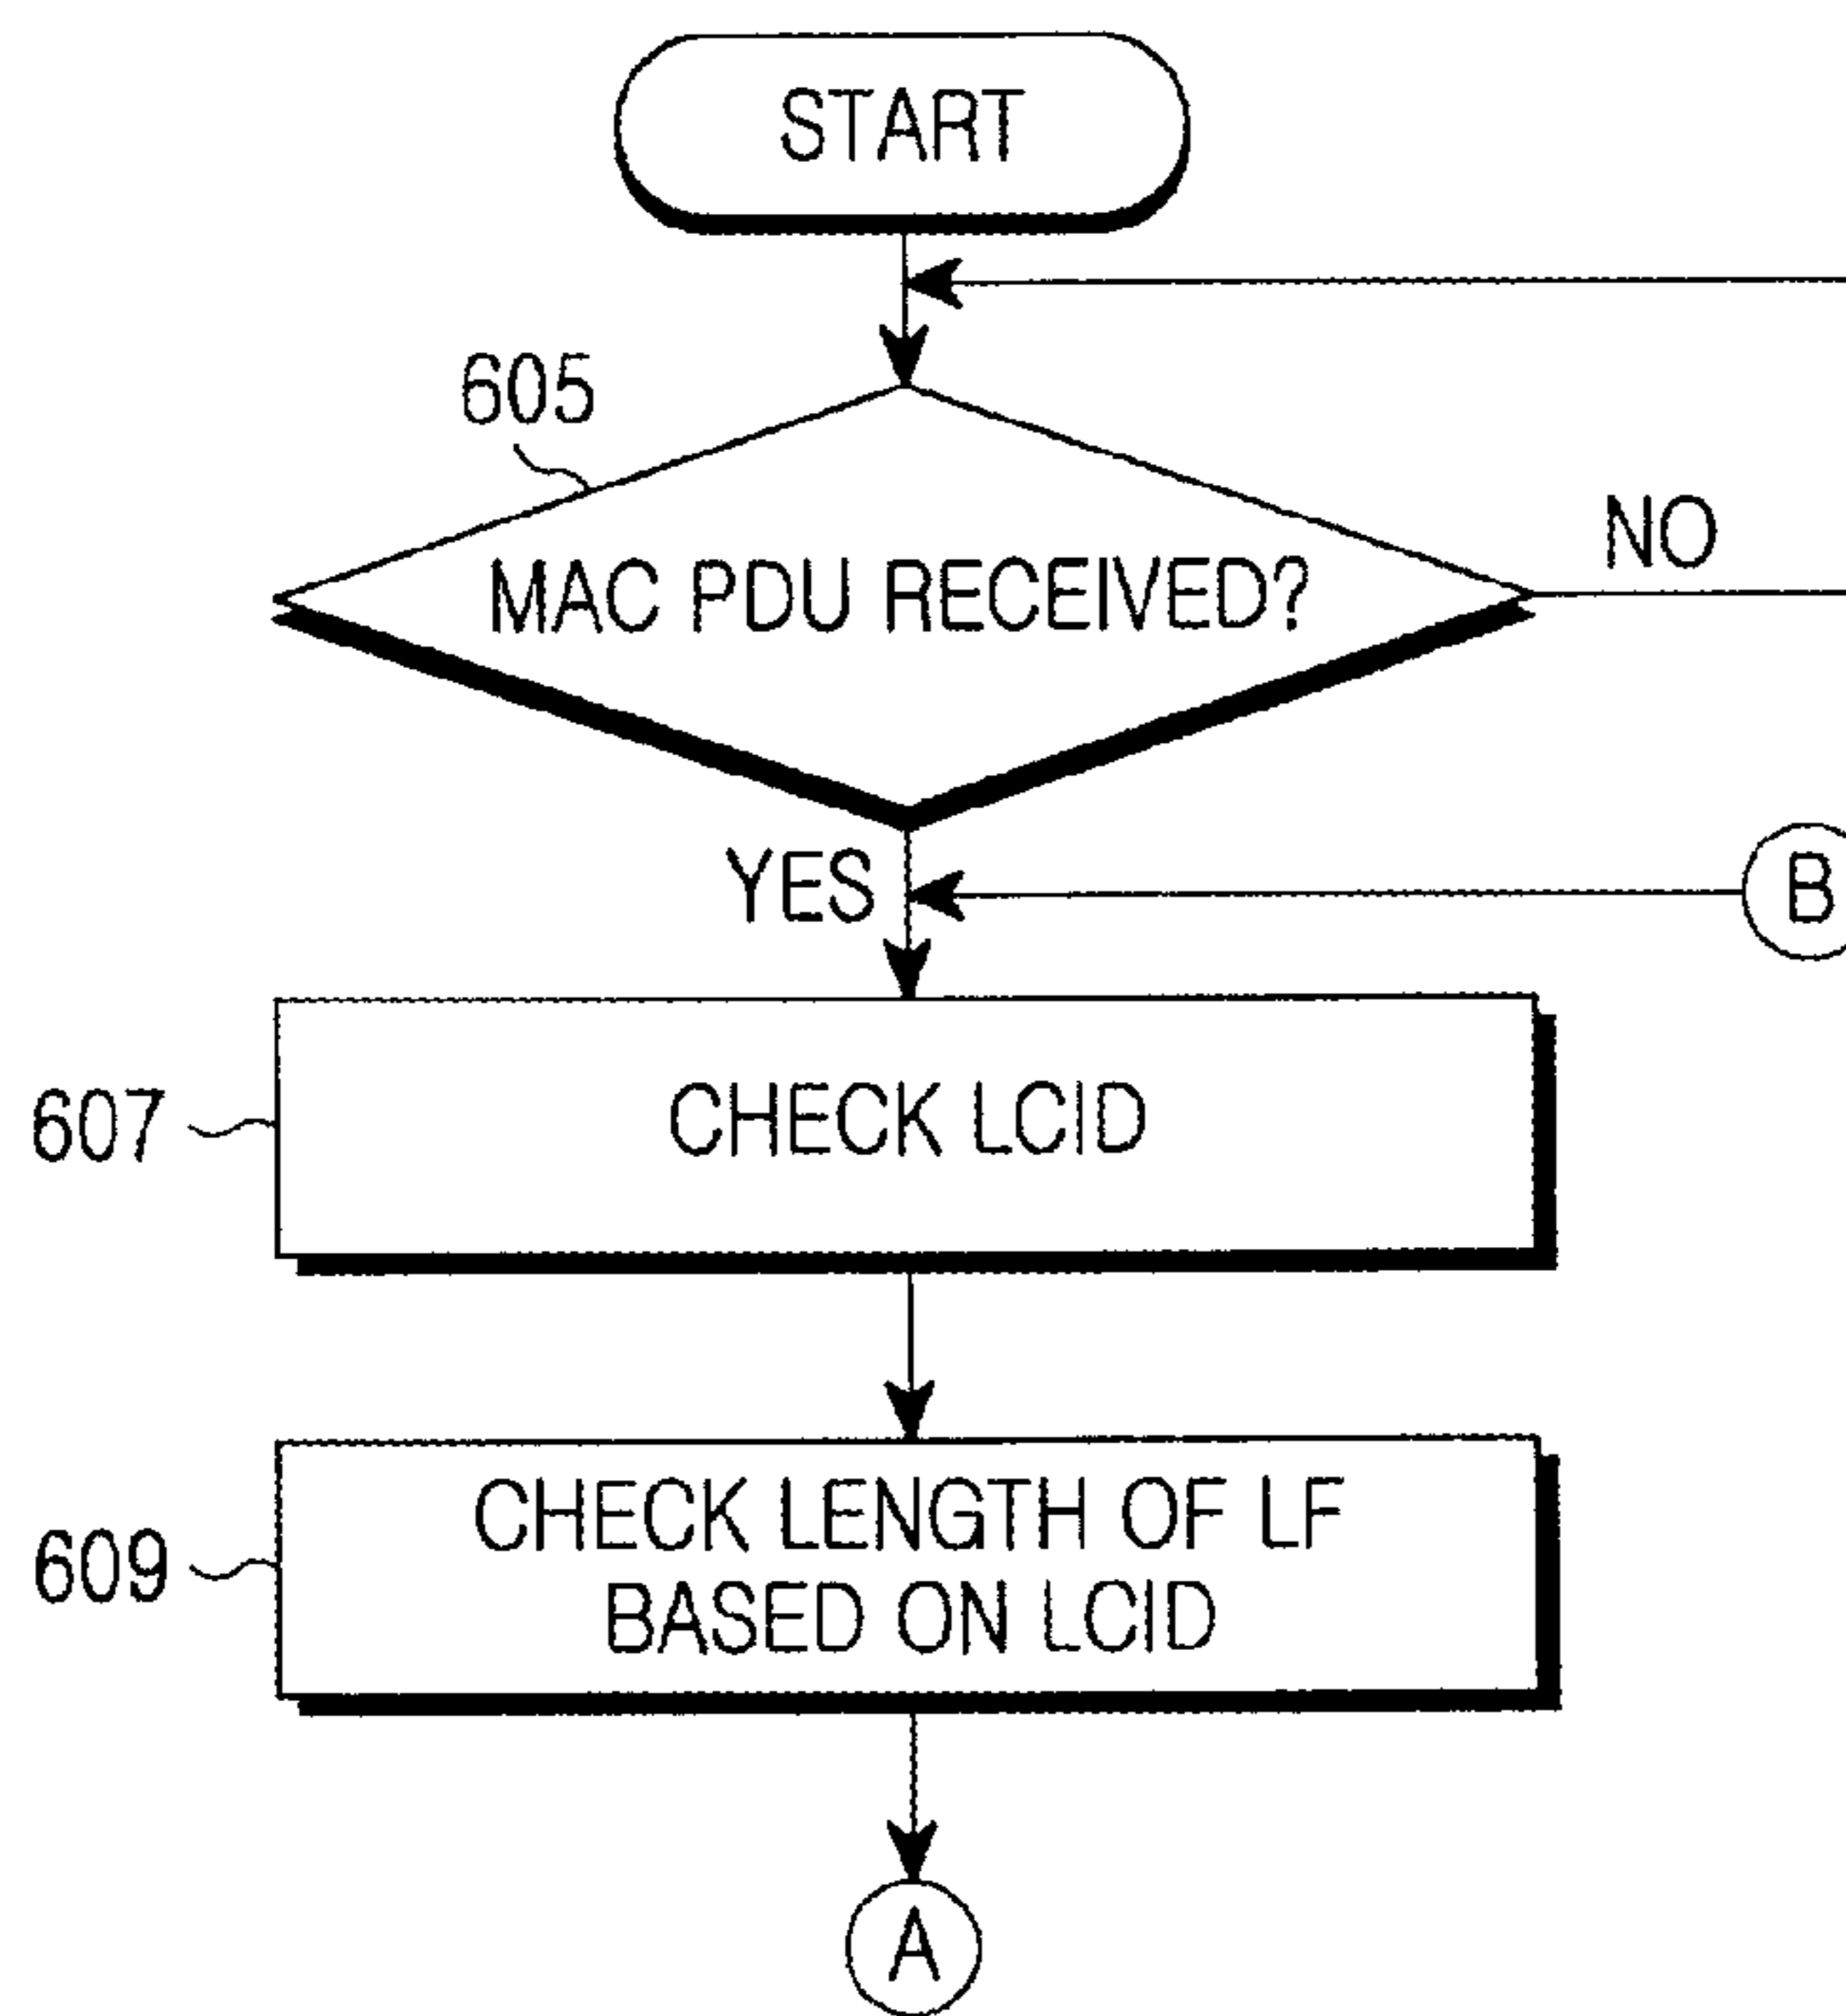 START
605
MAC PDU RECEIVED?
NO
YES
B
607
CHECK LCID
609
CHECK LENGTH OF LF
BASED ON LCID
A